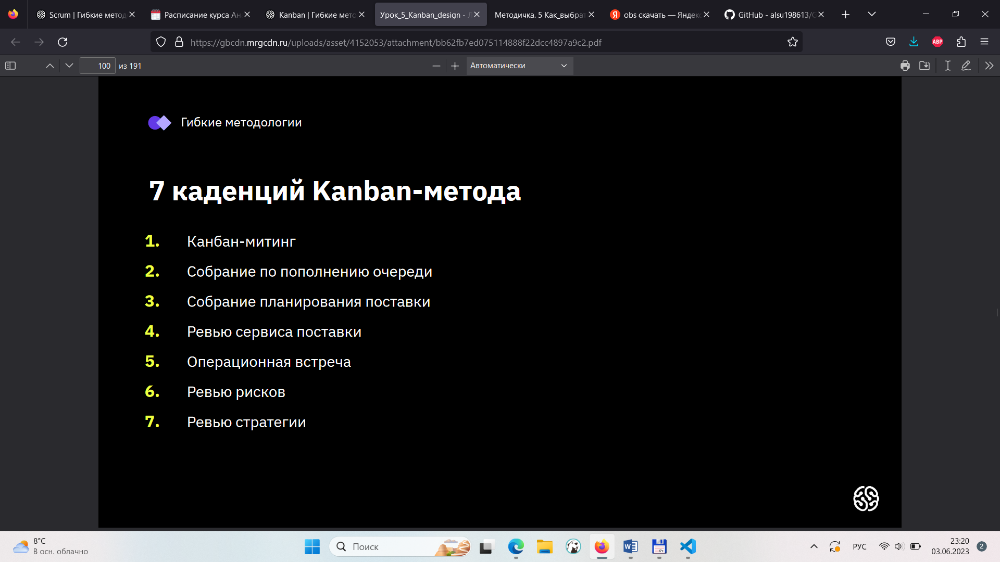 Scrum | Гибкие метод
Расписание курса Ан
Kanban | Гибкие мето
Урок_5_Kanban_design - Л
Методичка. 5 Как_выбрат
obs скачать — Яндекс
GitHub - alsu198613/G
https://gbcdn.mrgcdn.ru/uploads/asset/4152053/attachment/bb62fb7ed075114888f22dcc4897a9c2.pdf
ABP
100 из 191
Автоматически
Гибкие методологии
7 каденций Kanban-метода
1. Канбан-митинг
2. Собрание по пополнению очереди
3. Собрание планирования поставки
4. Ревью сервиса поставки
5. Операционная встреча
6. Ревью рисков
7. Ревью стратегии
8°C
В осн. облачно
Поиск
64
РУС
23:20
03.06.2023
2